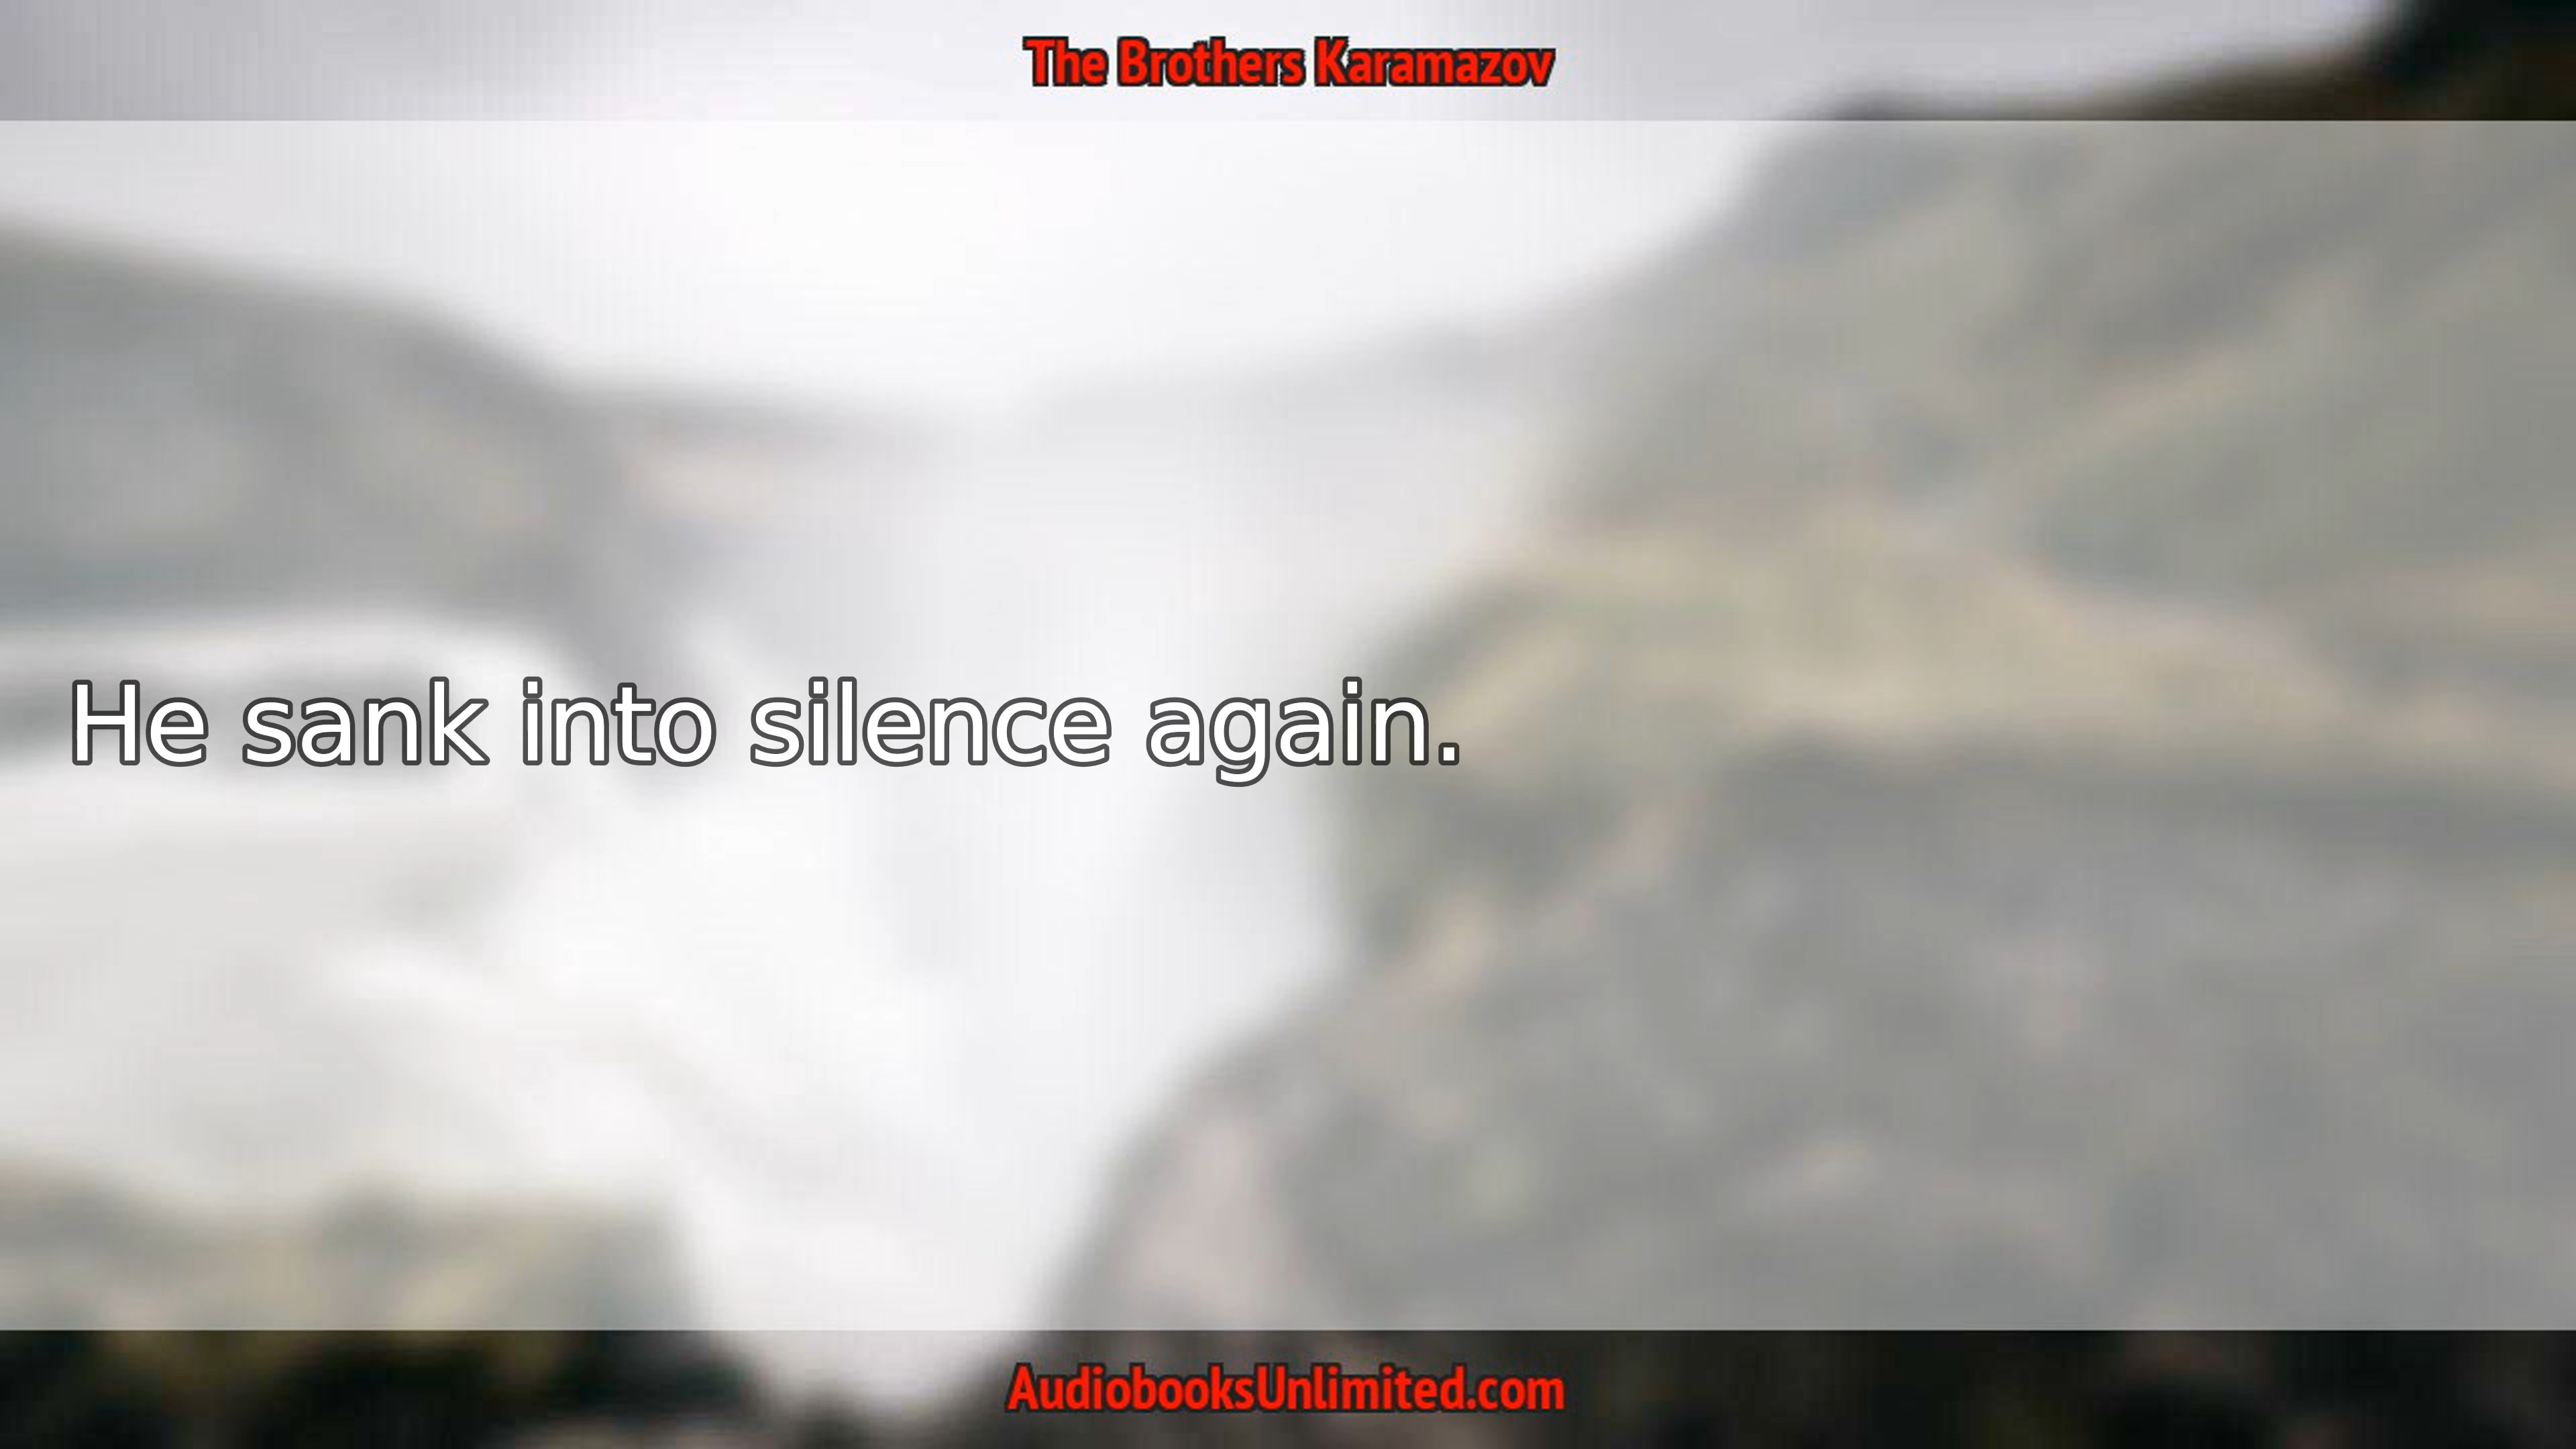 The Brothers Karamazov
He sank into silence again.
AudiobooksUnlimited.com